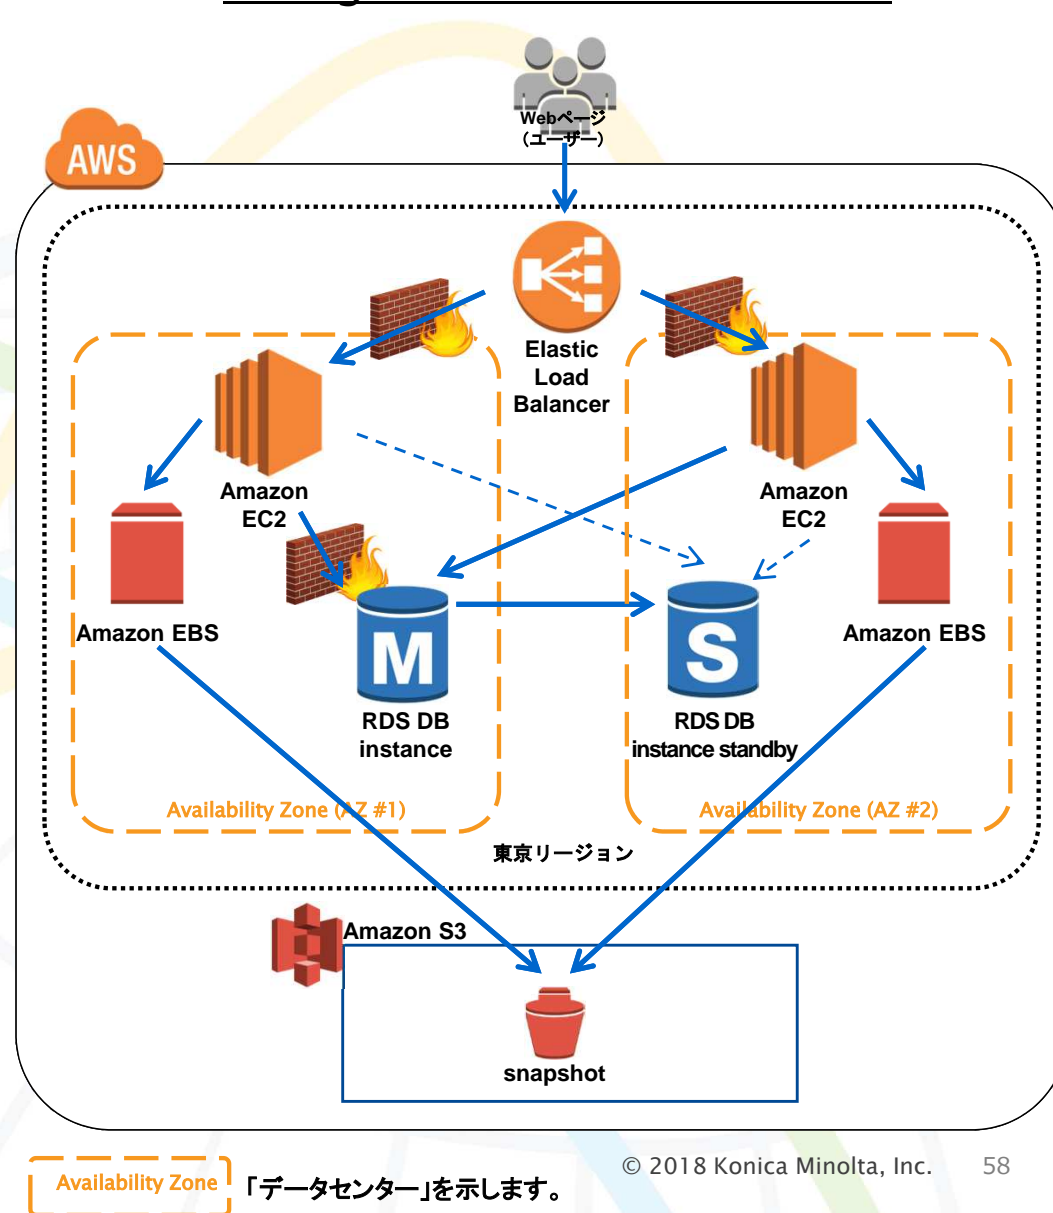 Webページ
（ユーザー）
AWS
Elastic
Load
Balancer
Amazon
EC2
Amazon
EC2
Amazon EBS
Amazon EBS
M
S
RDS DB
instance
RDS DB
instance standby
Availability Zone (AZ #1)
Availability Zone (AZ #2)
東京リージョン
Amazon S3
snapshot
© 2018 Konica Minolta, Inc.
58
Availability Zone
「データセンター」を示します。